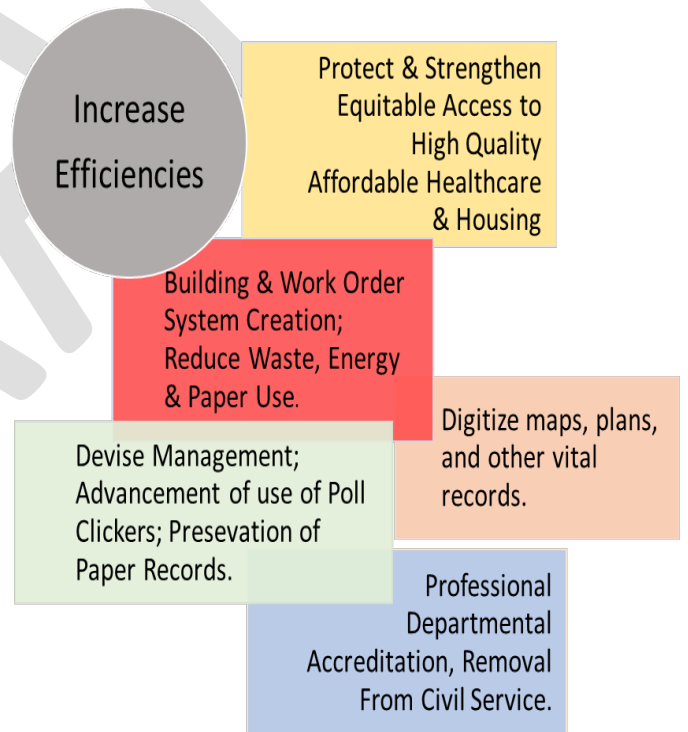 Increase
Efficiencies
Protect & Strengthen
Equitable Access to
High Quality
Affordable Healthcare
& Housing
Building & Work Order
System Creation;
Reduce Waste, Energy
& Paper Use.
Digitize maps, plans,
and other vital
records.
Devise Management;
Advancement of use of Poll
Clickers; Presevation of
Paper Records.
Professional
Departmental
Accreditation, Removal
From Civil Service.